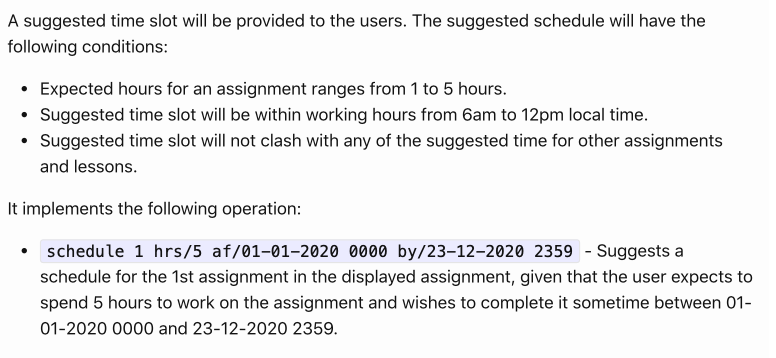 A suggested time slot will be provided to the users. The suggested schedule will have the
following conditions:
• Expected hours for an assignment ranges from 1 to 5 hours.
• Suggested time slot will be within working hours from 6am to 12pm local time.
• Suggested time slot will not clash with any of the suggested time for other assignments
and lessons.
It implements the following operation:
• schedule 1 hrs/5 af/01-01-2020 0000 by/23-12-2020 2359 - Suggests a
schedule for the 1st assignment in the displayed assignment, given that the user expects to
spend 5 hours to work on the assignment and wishes to complete it sometime between 01-
01-2020 0000 and 23-12-2020 2359.